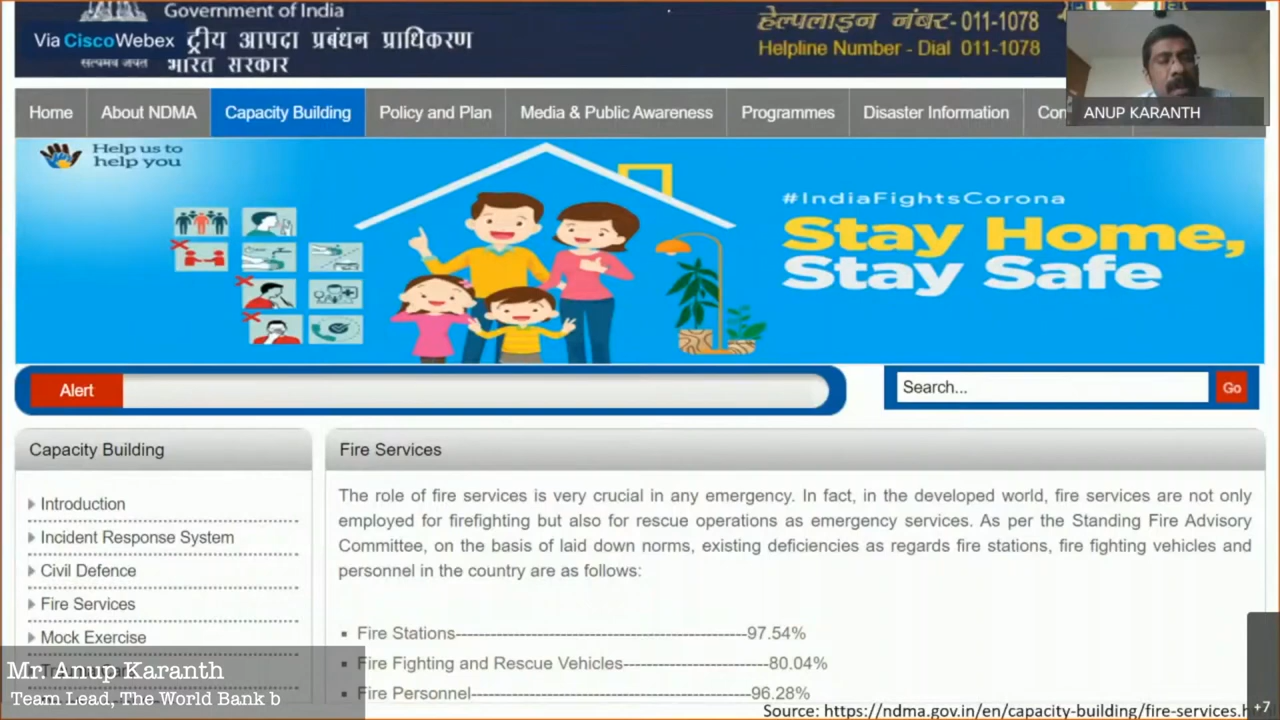 Government of India
Via CiscoWebex ट्रीय आपदा प्रबंधन प्राधिकरण
सत्यमेव जयते भारत सरकार
हेल्पलाइन नंबर- 011-1078
Helpline Number - Dial 011-1078
ANUP KARANTH
Home About NDMA Capacity Building Policy and Plan Media & Public Awareness Programmes Disaster Information
Help us to
help you
#IndiaFightsCorona
Stay Home,
Stay Safe
Alert
Search... Go
Capacity Building
Introduction
Incident Response System
Civil Defence
Fire Services
Mock Exercise
Fire Services
The role of fire services is very crucial in any emergency. In fact, in the developed world, fire services are not only
employed for firefighting but also for rescue operations as emergency services. As per the Standing Fire Advisory
Committee, on the basis of laid down norms, existing deficiencies as regards fire stations, fire fighting vehicles and
personnel in the country are as follows:
Fire Stations--------------------------------------------------97.54%
Fire Fighting and Rescue Vehicles-------------------------80.04%
Fire Personnel------------------------------------------------96.28%
Mr. Anup Karanth
Team Lead, The World Bank b
Source: https://ndma.gov.in/en/capacity-building/fire-services.h
+7